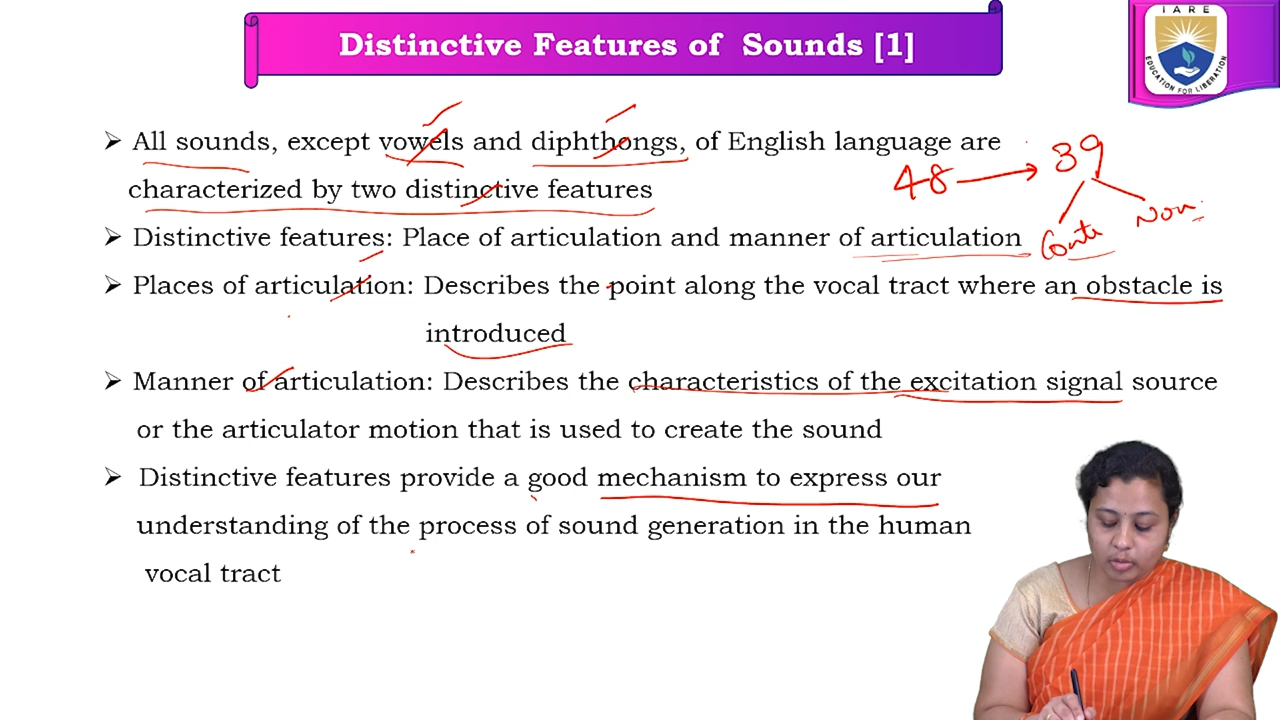 Distinctive Features of Sounds [1]
IARE
EDUCATION FOR LIBERATION
➢ All sounds, except vowels and diphthongs, of English language are
characterized by two distinctive features
48 → 39
Non
➢ Distinctive features: Place of articulation and manner of articulation
➢ Places of articulation: Describes the point along the vocal tract where an obstacle is
introduced
➢ Manner of articulation: Describes the characteristics of the excitation signal source
or the articulator motion that is used to create the sound
➢ Distinctive features provide a good mechanism to express our
understanding of the process of sound generation in the human
vocal tract